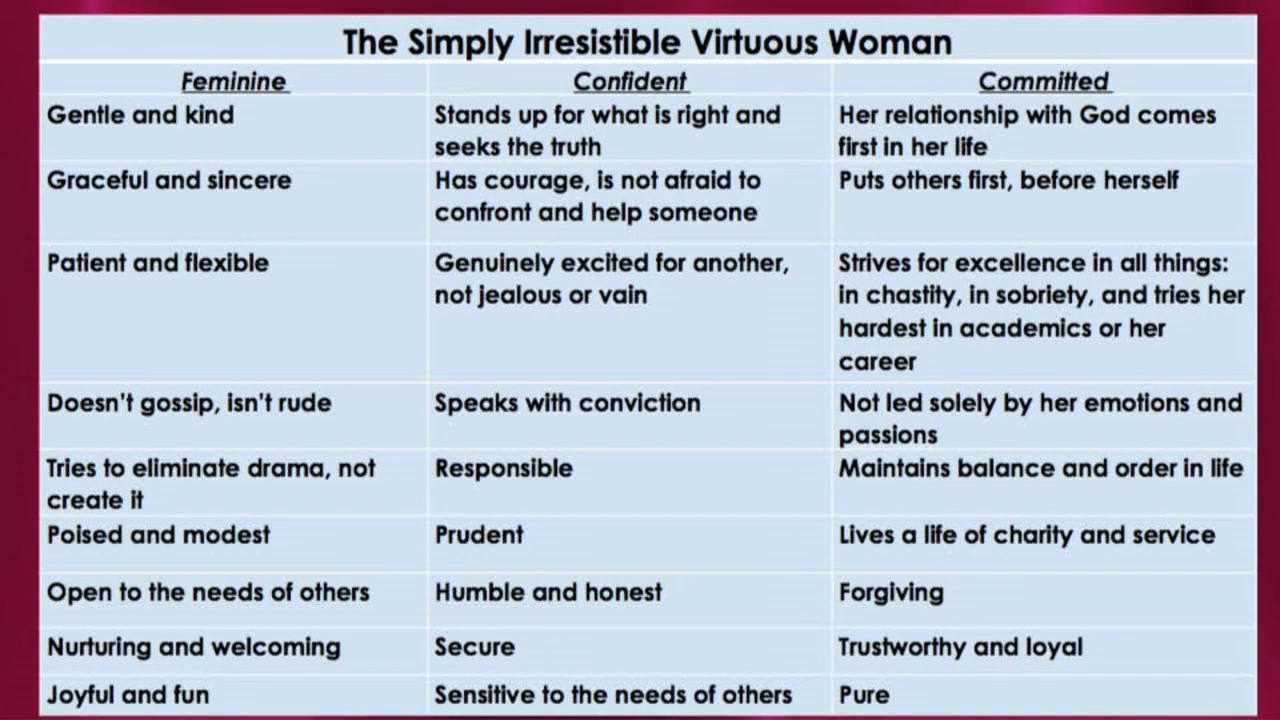 The Simply Irresistible Virtuous Woman
Feminine
Confident
Committed
Gentle and kind
Stands up for what is right and
seeks the truth
Her relationship with God comes
first in her life
Graceful and sincere
Has courage, is not afraid to
confront and help someone
Puts others first, before herself
Patient and flexible
Genuinely excited for another,
not jealous or vain
Strives for excellence in all things:
in chastity, in sobriety, and tries her
hardest in academics or her
career
Doesn't gossip, isn't rude
Speaks with conviction
Not led solely by her emotions and
passions
Tries to eliminate drama, not
create it
Responsible
Maintains balance and order in life
Poised and modest
Prudent
Lives a life of charity and service
Open to the needs of others
Humble and honest
Forgiving
Nurturing and welcoming
Secure
Trustworthy and loyal
Joyful and fun
Sensitive to the needs of others
Pure